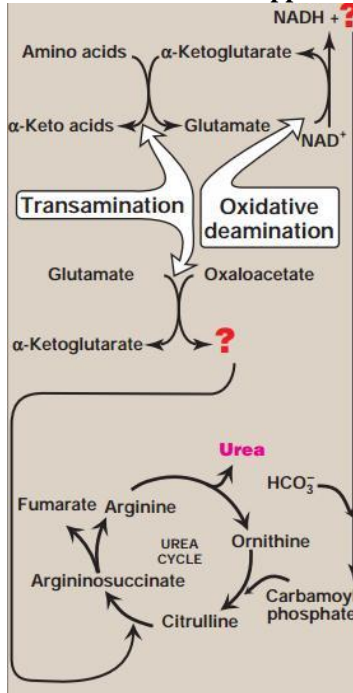 NADH + ?
Amino acids
α-Ketoglutarate
α-Keto acids
Glutamate
NAD⁺
Transamination
Oxidative
deamination
Glutamate
Oxaloacetate
α-Ketoglutarate
?
Urea
HCO₃⁻
Fumarate
Arginine
UREA
CYCLE
Ornithine
Argininosuccinate
Carbamoy
phosphate
Citrulline